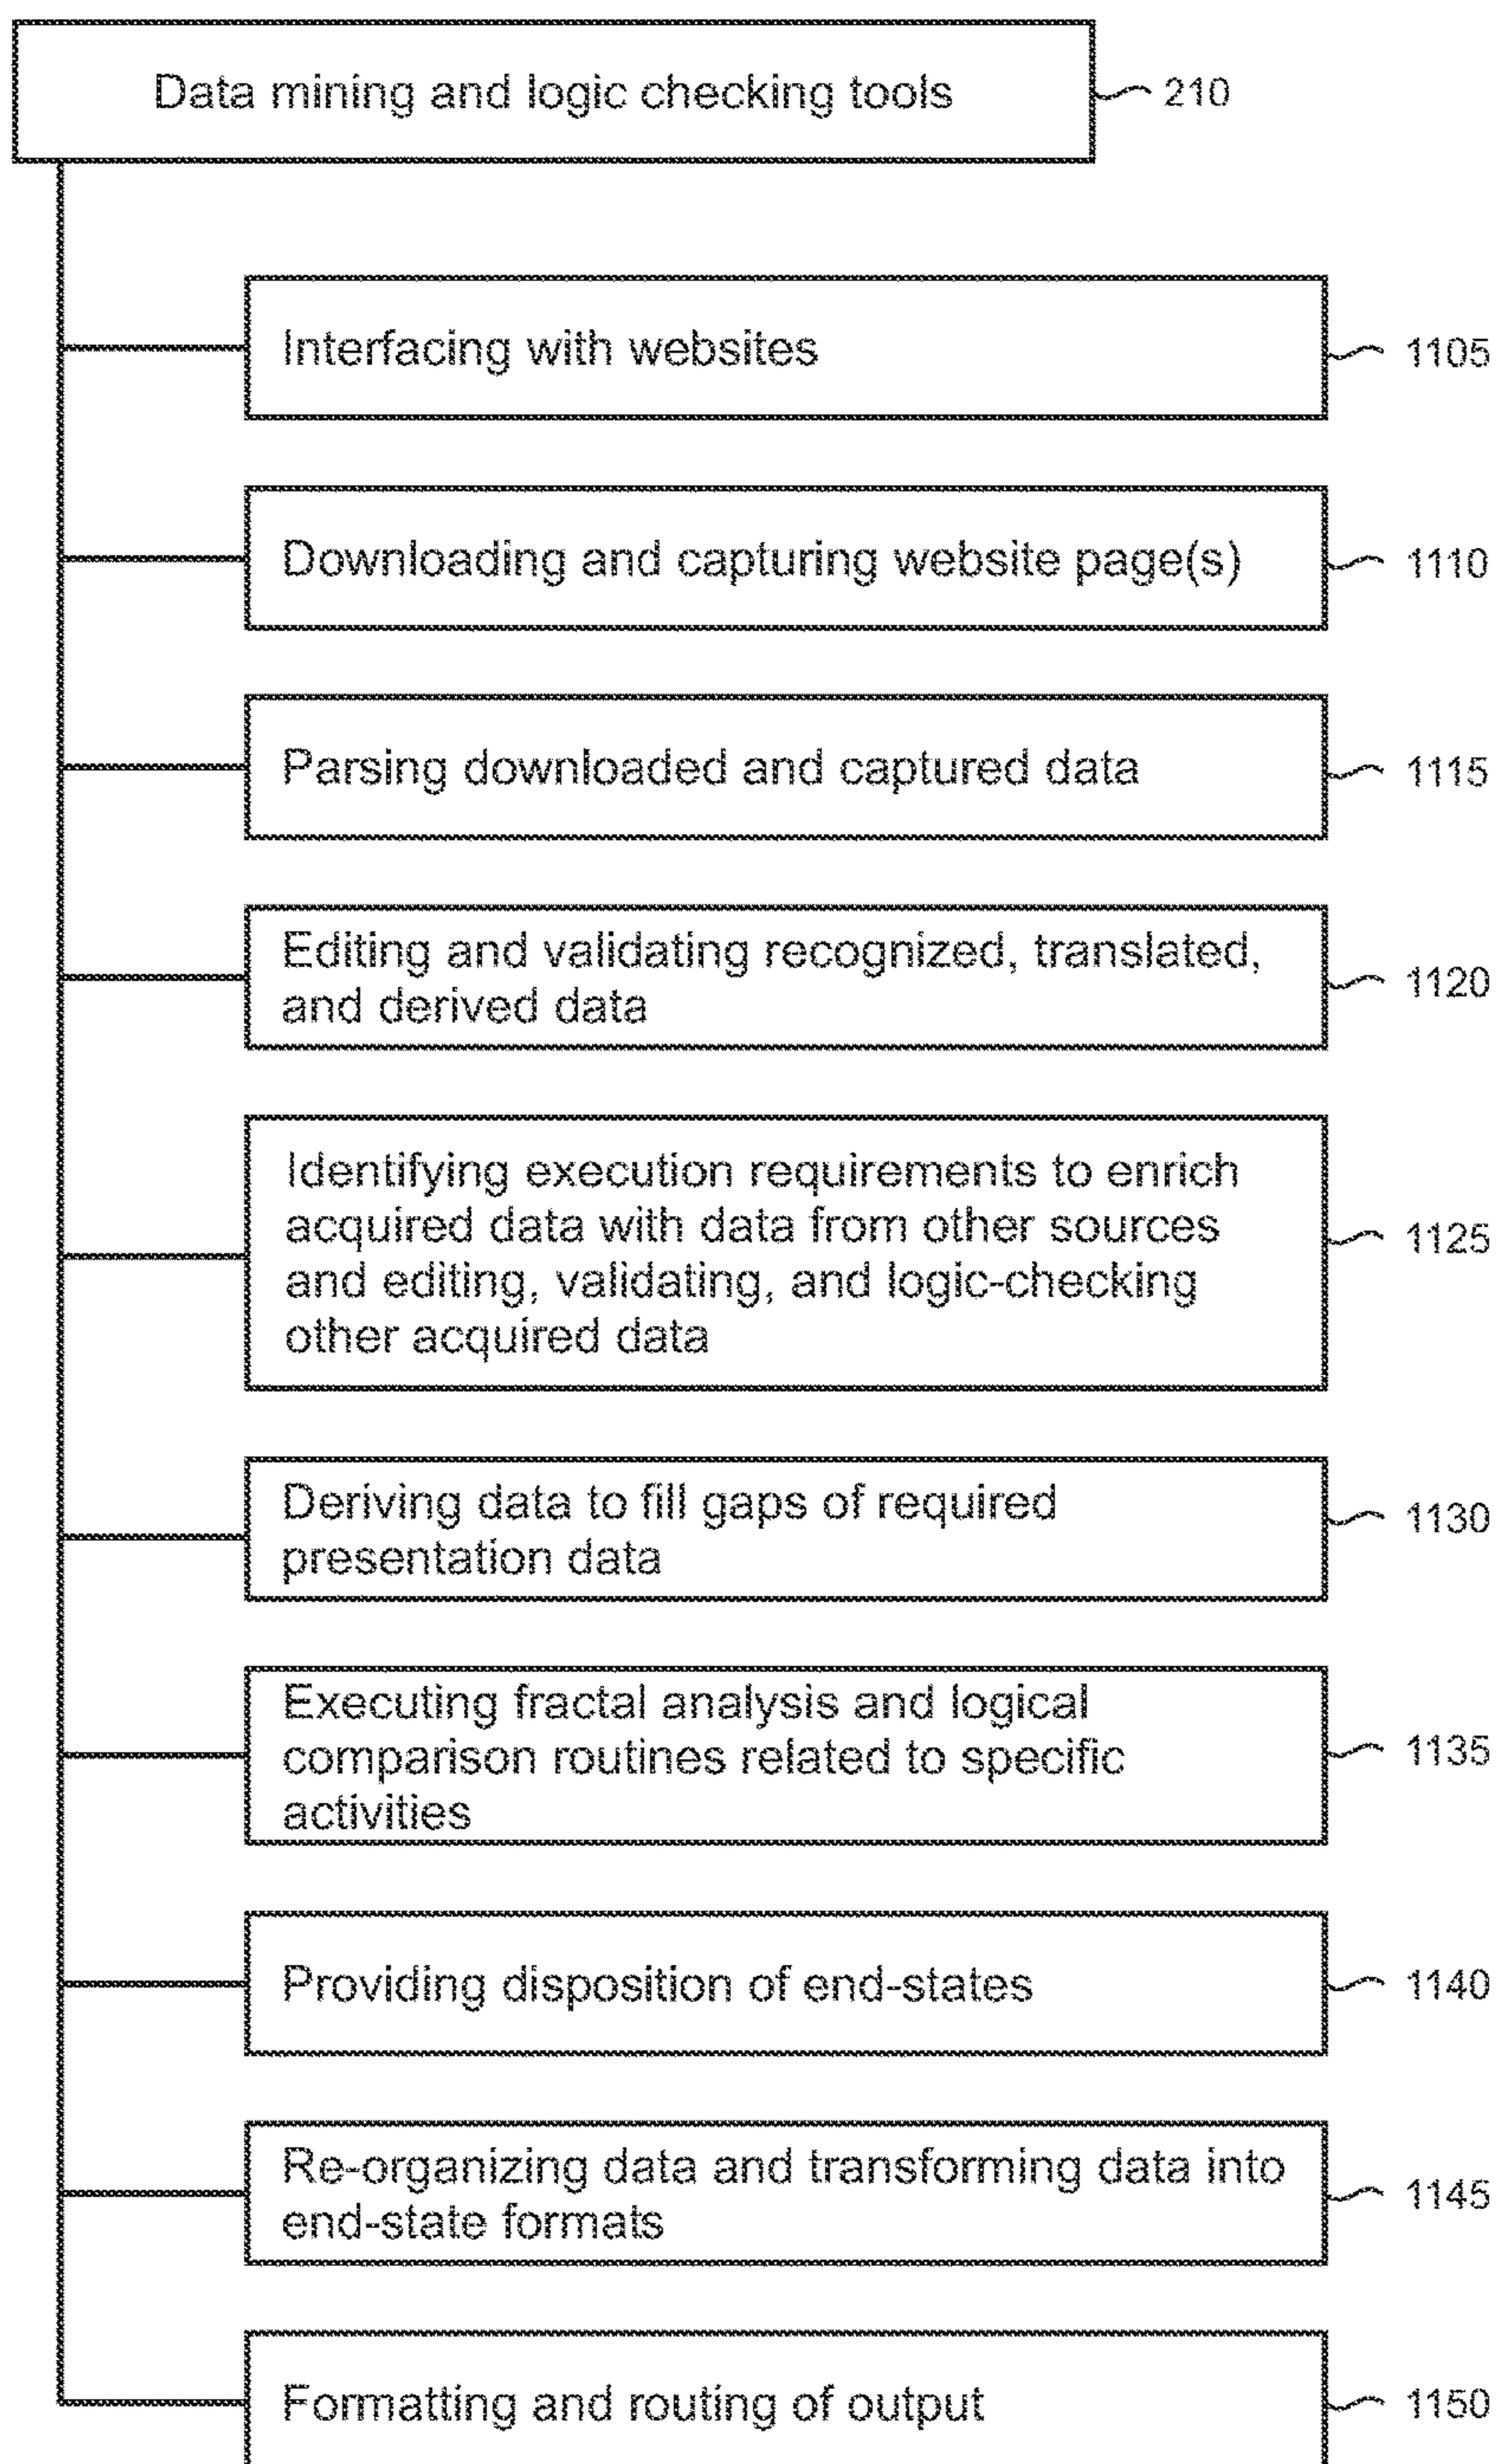 Data mining and logic checking tools 210
Interfacing with websites 1105
Downloading and capturing website page(s) 1110
Parsing downloaded and captured data 1115
Editing and validating recognized, translated,
and derived data 1120
Identifying execution requirements to enrich
acquired data with data from other sources
and editing, validating, and logic-checking 1125
other acquired data
Deriving data to fill gaps of required
presentation data 1130
Executing fractal analysis and logical
comparison routines related to specific 1135
activities
Providing disposition of end-states 1140
Re-organizing data and transforming data into
end-state formats 1145
Formatting and routing of output 1150